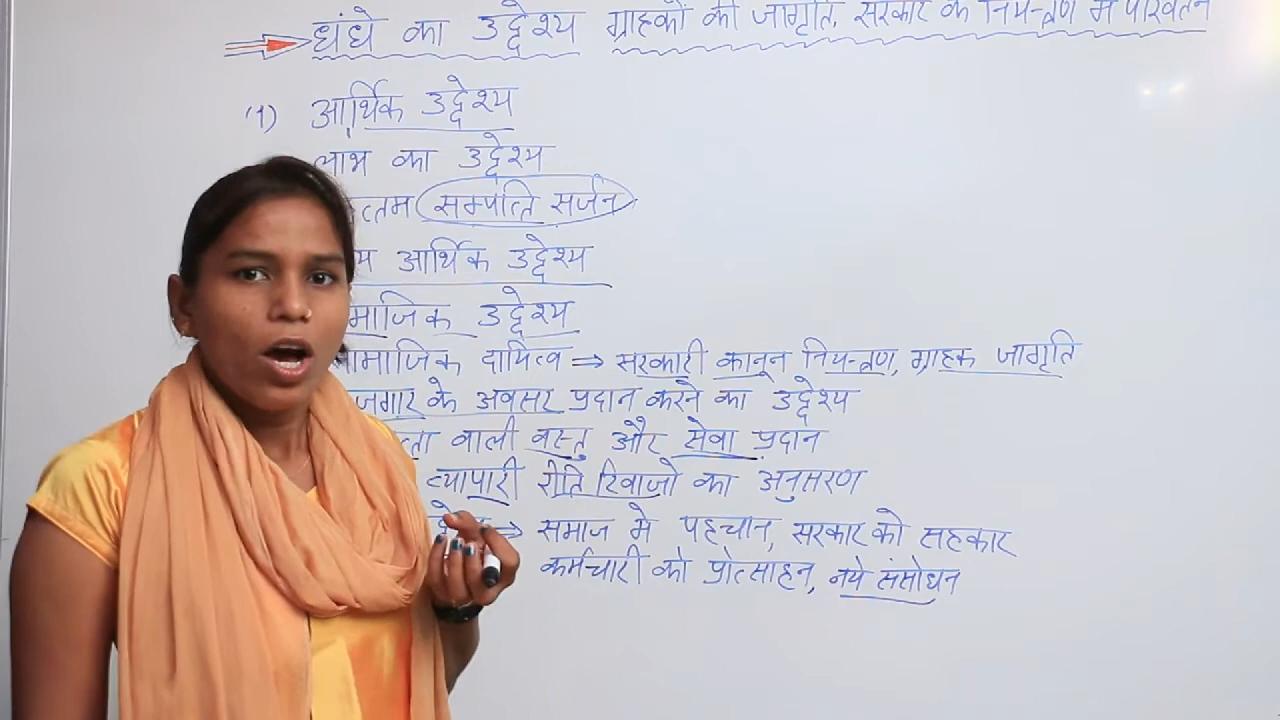 धंधे का उद्देश्य ग्राहकों की जागृति, सरकार के नियन्त्रण में परिवर्तन
(1) आर्थिक उद्देश्य
लाभ का उद्देश्य
सम्पत्ति सर्जन
आर्थिक उद्देश्य
उद्देश्य
दायित्व ⇒ सरकारी कानून नियन्त्रण, ग्राहक जागृति
के अवसर प्रदान करने का उद्देश्य
वाली वस्तु और सेवा प्रदान
व्यापारी रीति रिवाजो का अनुसरण
⇒ समाज मे पहचान, सरकार को सहकार
कर्मचारी को प्रोत्साहन, नये संसोधन